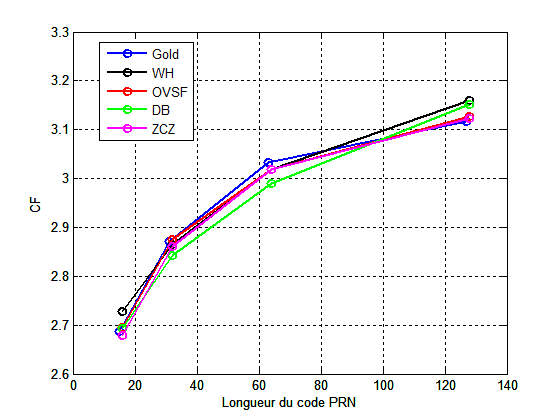 3.3
3.2
3.1
3
2.9
2.8
2.7
2.6
CF
Gold
WH
OVSF
DB
ZCZ
0 20 40 60 80 100 120 140
Longueur du code PRN